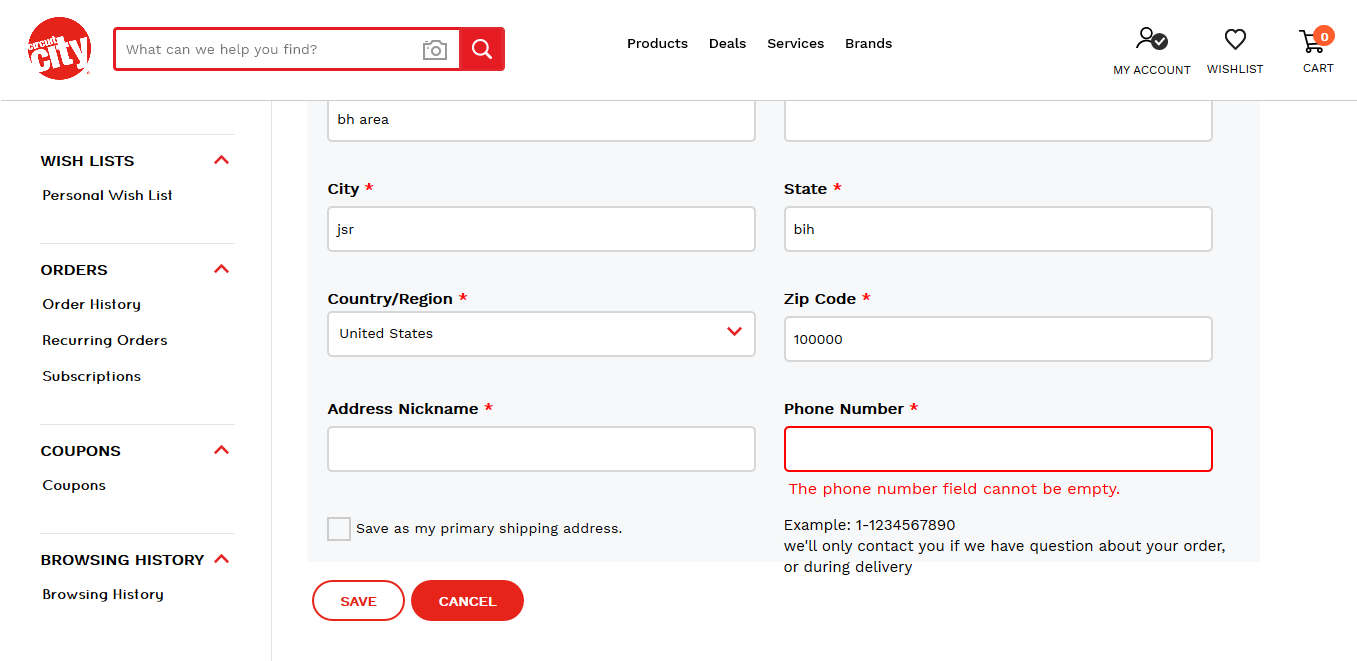 circuit
city
What can we help you find?
Products Deals Services Brands
MY ACCOUNT
WISHLIST
0
CART
WISH LISTS
Personal Wish List
ORDERS
Order History
Recurring Orders
Subscriptions
COUPONS
Coupons
BROWSING HISTORY
Browsing History
bh area
City *
State *
jsr
bih
Country/Region *
Zip Code *
United States
100000
Address Nickname *
Phone Number *
The phone number field cannot be empty.
Save as my primary shipping address.
Example: 1-1234567890
we'll only contact you if we have question about your order,
or during delivery
SAVE
CANCEL